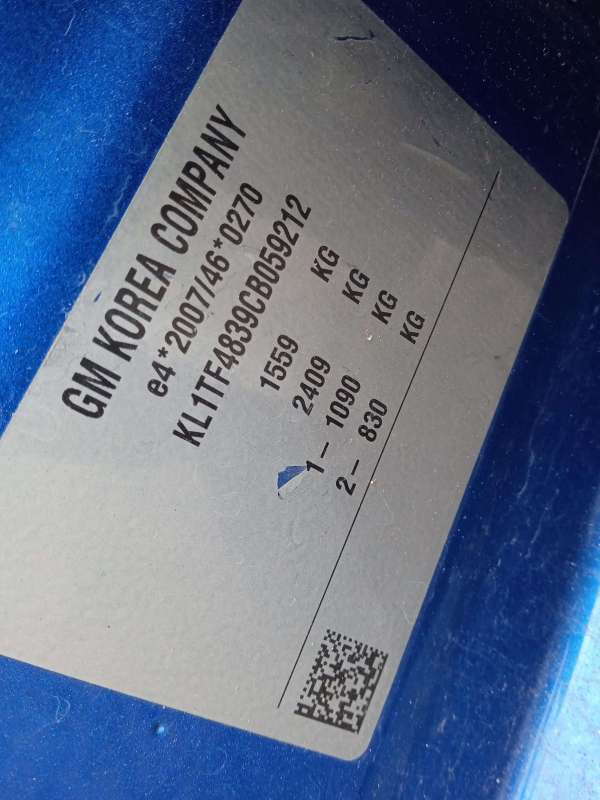 GM KOREA COMPANY
e4*2007/46*0270
KL1TF4839CB059212
1559 KG
2409 KG
1– 1090 KG
2– 830 KG